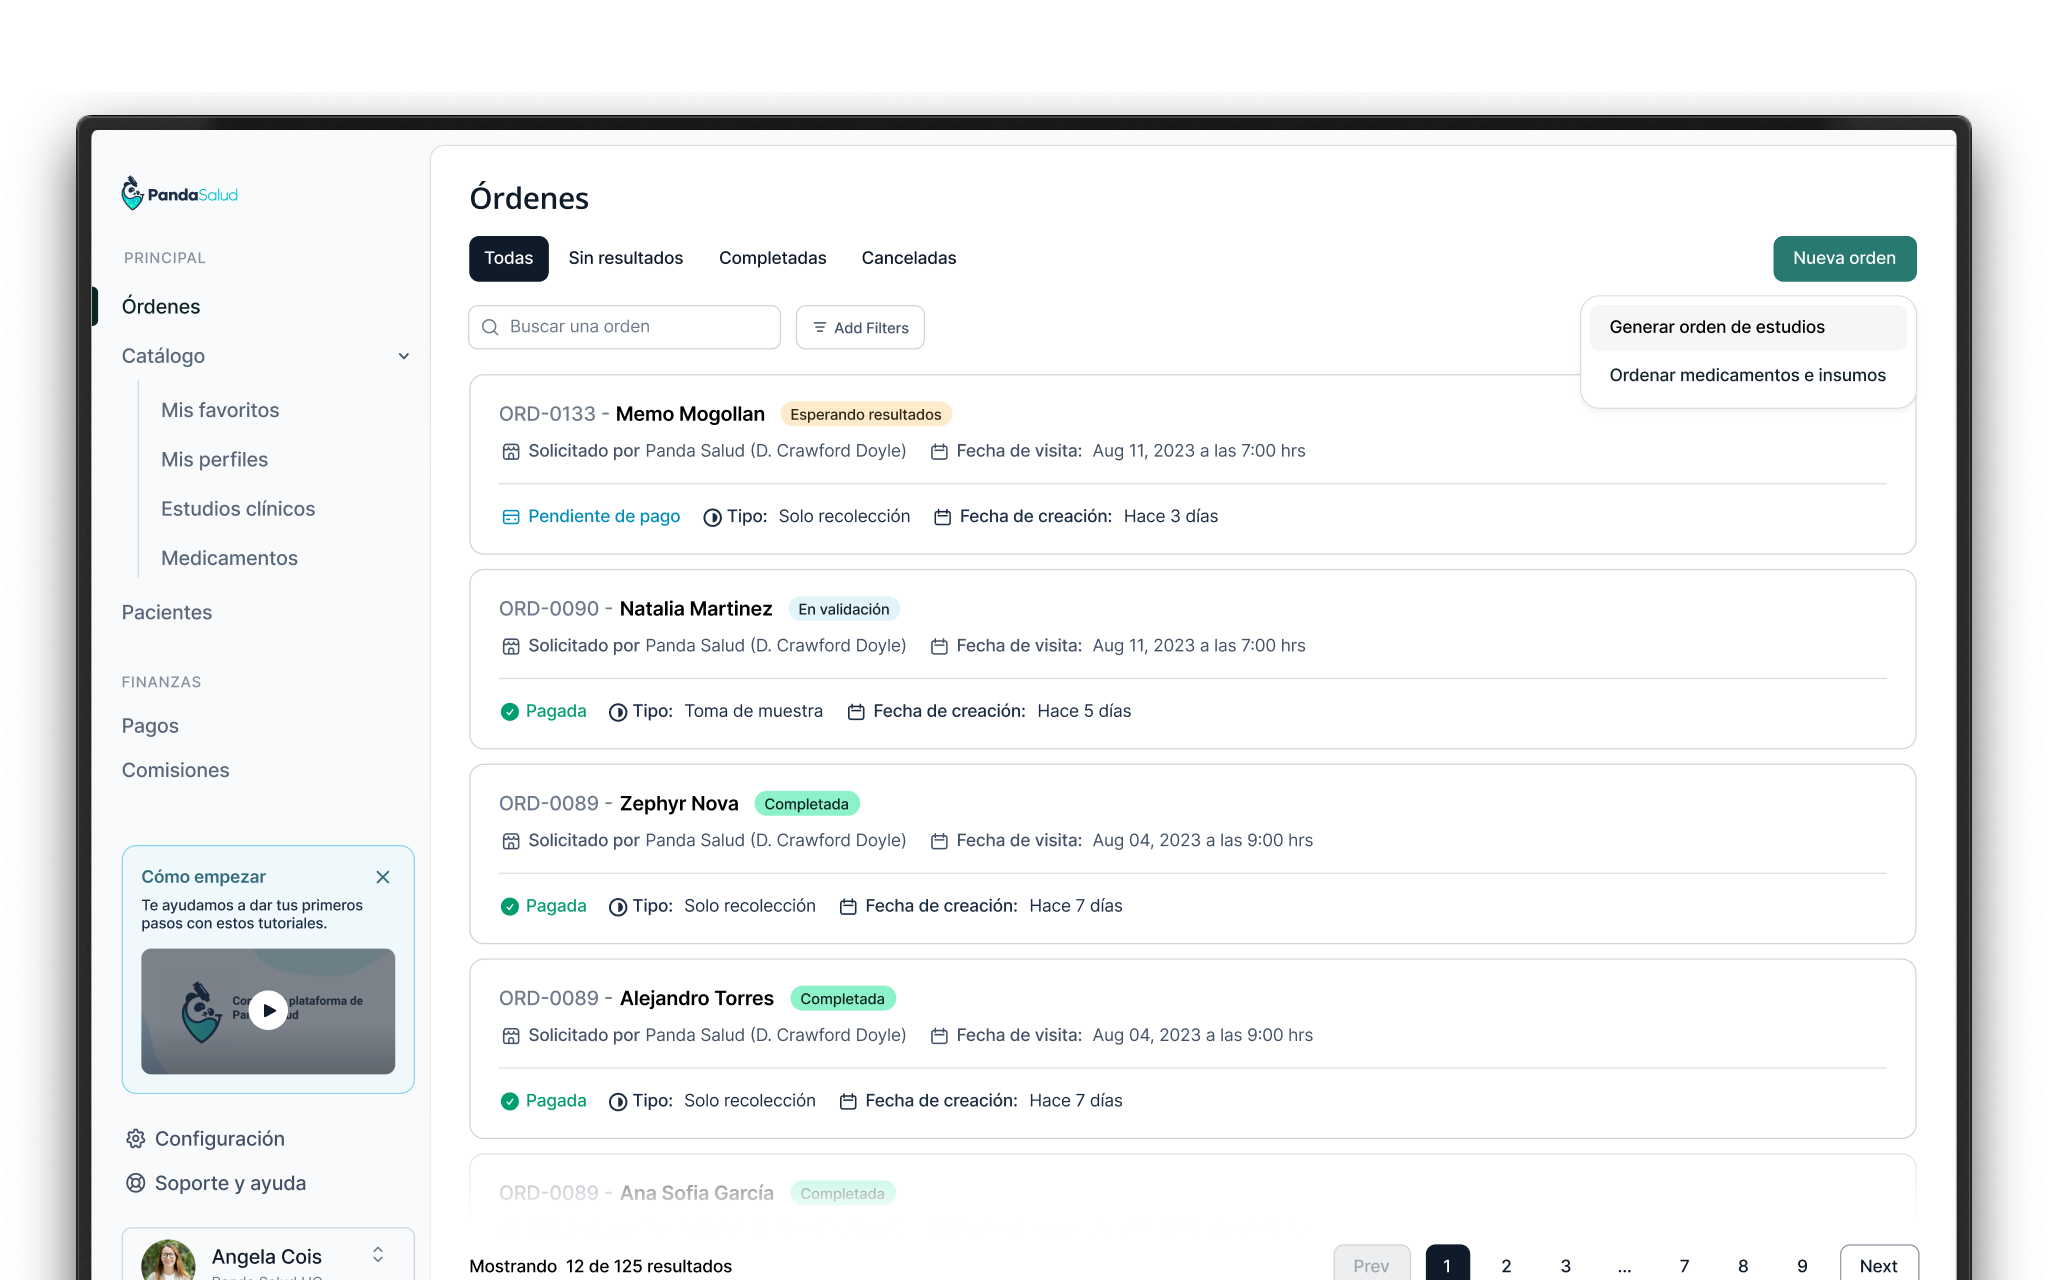 PandaSalud
PRINCIPAL
Órdenes
Catálogo
Mis favoritos
Mis perfiles
Estudios clínicos
Medicamentos
Pacientes
FINANZAS
Pagos
Comisiones
Cómo empezar
Te ayudamos a dar tus primeros
pasos con estos tutoriales.
plataforma de
Configuración
Soporte y ayuda
Angela Cois
Panda Salud HQ
Órdenes
Todas Sin resultados Completadas Canceladas
Nueva orden
Buscar una orden
Add Filters
Generar orden de estudios
Ordenar medicamentos e insumos
ORD-0133 - Memo Mogollan Esperando resultados
Solicitado por Panda Salud (D. Crawford Doyle) Fecha de visita: Aug 11, 2023 a las 7:00 hrs
Pendiente de pago Tipo: Solo recolección Fecha de creación: Hace 3 días
ORD-0090 - Natalia Martinez En validación
Solicitado por Panda Salud (D. Crawford Doyle) Fecha de visita: Aug 11, 2023 a las 7:00 hrs
Pagada Tipo: Toma de muestra Fecha de creación: Hace 5 días
ORD-0089 - Zephyr Nova Completada
Solicitado por Panda Salud (D. Crawford Doyle) Fecha de visita: Aug 04, 2023 a las 9:00 hrs
Pagada Tipo: Solo recolección Fecha de creación: Hace 7 días
ORD-0089 - Alejandro Torres Completada
Solicitado por Panda Salud (D. Crawford Doyle) Fecha de visita: Aug 04, 2023 a las 9:00 hrs
Pagada Tipo: Solo recolección Fecha de creación: Hace 7 días
ORD-0089 - Ana Sofia García Completada
Mostrando 12 de 125 resultados
Prev 1 2 3 ... 7 8 9 Next